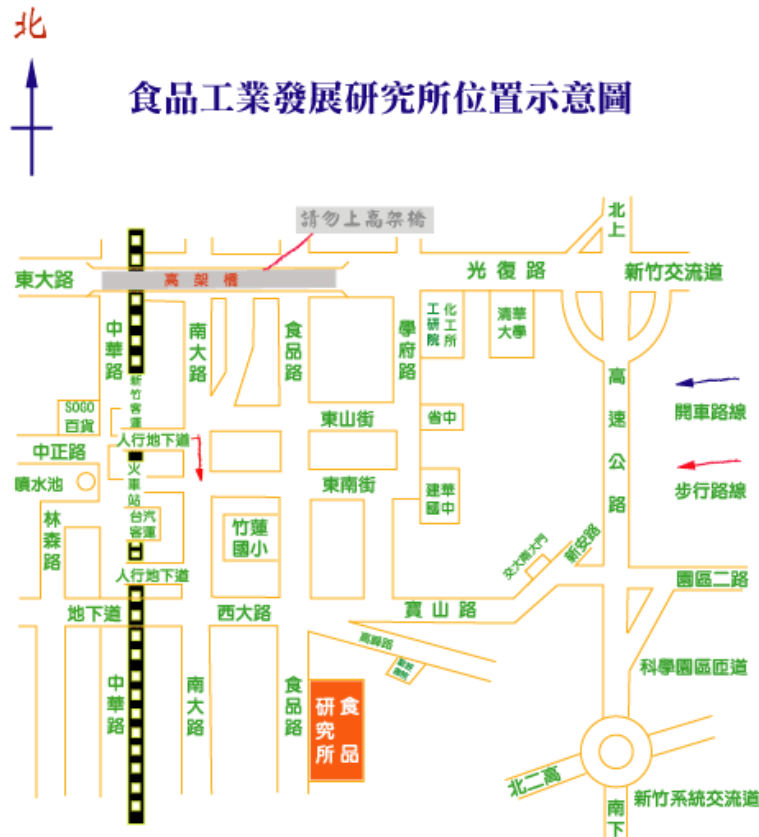 北
食品工業發展研究所位置示意圖
請勿上高架橋
北上
東大路
高架橋
光復路
新竹交流道
中華路
南大路
食品路
學府路
工研院
化工所
清華
大學
高速公路
開車路線
新竹客運
SOGO
百貨
東山街
省中
人行地下道
中正路
火車站
噴水池
東南街
建華
國中
步行路線
林森路
台汽
客運
竹蓮
國小
交大南大門
新安路
人行地下道
園區二路
地下道
西大路
寶山路
高峰路
科學園區匝道
中華路
南大路
食品路
食品
研究所
北二高
新竹系統交流道
南下